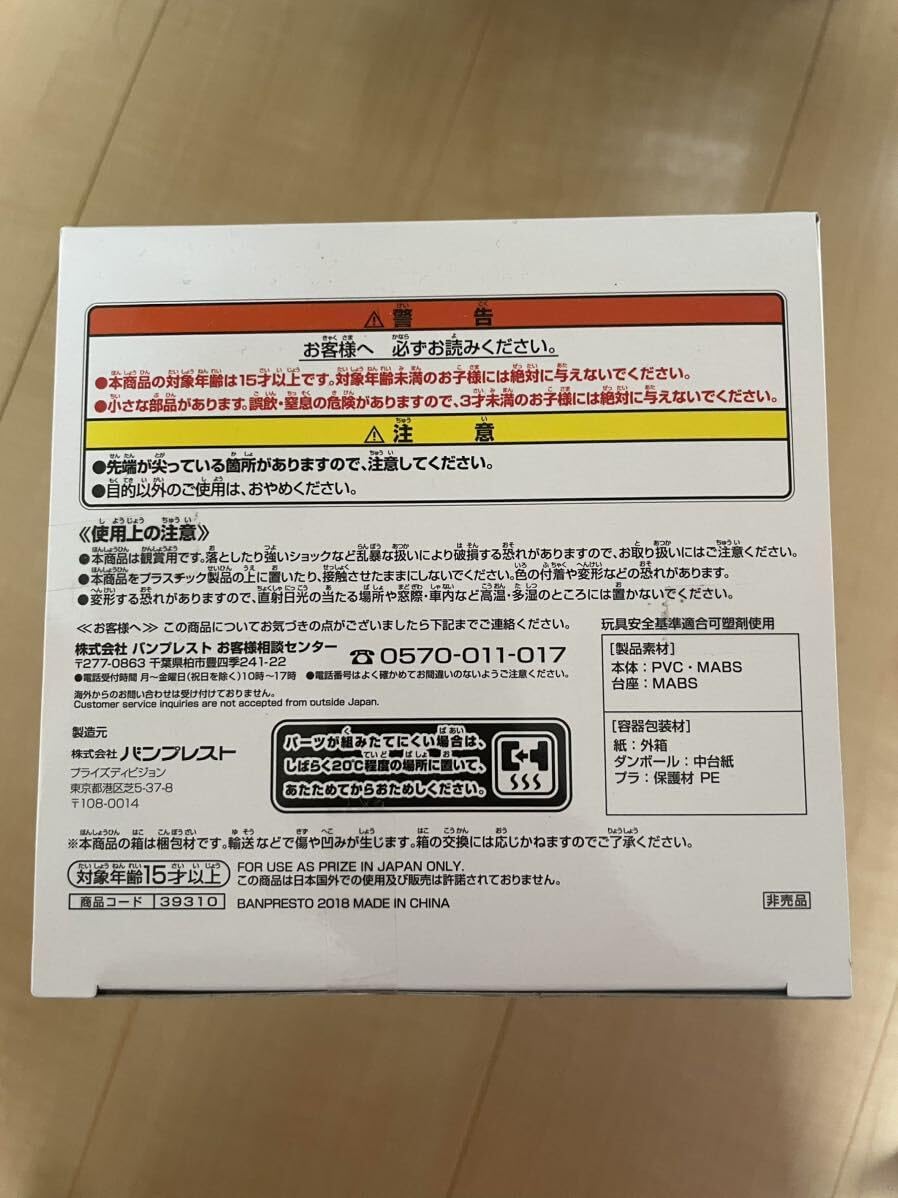 ⚠警告
お客様へ 必ずお読みください。
●本商品の対象年齢は15才以上です。対象年齢未満のお子様には絶対に与えないでください。
●小さな部品があります。誤飲・窒息の危険がありますので、3才未満のお子様には絶対に与えないでください。
⚠注意
●先端が尖っている箇所がありますので、注意してください。
●目的以外のご使用は、おやめください。
《使用上の注意》
●本商品は観賞用です。落としたり強いショックなど乱暴な扱いにより破損する恐れがありますので、お取り扱いにはご注意ください。
●本商品をプラスチック製品の上に置いたり、接触させたままにしないでください。色の付着や変形などの恐れがあります。
●変形する恐れがありますので、直射日光の当たる場所や窓際・車内など高温・多湿のところには置かないでください。
≪お客様へ≫ この商品についてお気づきの点がございましたら下記までご連絡ください。
株式会社 バンプレスト お客様相談センター
〒277-0863 千葉県柏市豊四季241-22
☎0570-011-017
●電話受付時間 月〜金曜日(祝日を除く)10時〜17時 ●電話番号はよく確かめてお間違いのないようご注意ください。
海外からのお問い合わせは受け付けておりません。
Customer service inquiries are not accepted from outside Japan.
玩具安全基準適合可塑剤使用
[製品素材]
本体：PVC・MABS
台座：MABS
[容器包装材]
紙：外箱
ダンボール：中台紙
プラ：保護材 PE
製造元
株式会社 バンプレスト
プライズディビジョン
東京都港区芝5-37-8
〒108-0014
パーツが組みたてにくい場合は、
しばらく20℃程度の場所に置いて、
あたためてからおためしください。
※本商品の箱は梱包材です。輸送などで傷や凹みが生じます。箱の交換には応じかねますのでご了承ください。
対象年齢15才以上
FOR USE AS PRIZE IN JAPAN ONLY.
この商品は日本国外での使用及び販売は許諾されておりません。
商品コード 39310
BANPRESTO 2018 MADE IN CHINA
非売品